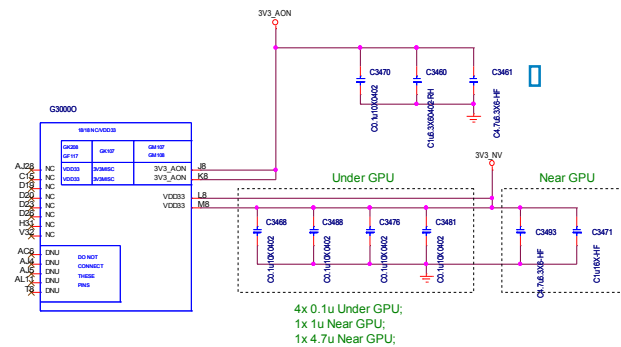 3V3_AON
C3470
C0.1u10X0402
C3460
C1u6.3X60402-RH
C3461
C4.7u6.3X6-HF
G3000O
18/18 NC/VDD33
GK208
GF117
GK107
GM107
GM108
VDD33
3V3MISC
3V3_AON
J8
VDD33
3V3MISC
3V3_AON
K8
VDD33
L8
VDD33
M8
AJ28
NC
C15
NC
D19
NC
D20
NC
D23
NC
D26
NC
H31
NC
V32
NC
AC6
DNU
AJ4
DNU
AJ5
DNU
AL11
DNU
T8
DNU
DO NOT
CONNECT
THESE
PINS
3V3_NV
Under GPU
Near GPU
C3468
C0.1u10X0402
C3488
C0.1u10X0402
C3476
C0.1u10X0402
C3481
C0.1u10X0402
C3493
C4.7u6.3X6-HF
C3471
C1u16X-HF
4x 0.1u Under GPU;
1x 1u Near GPU;
1x 4.7u Near GPU;